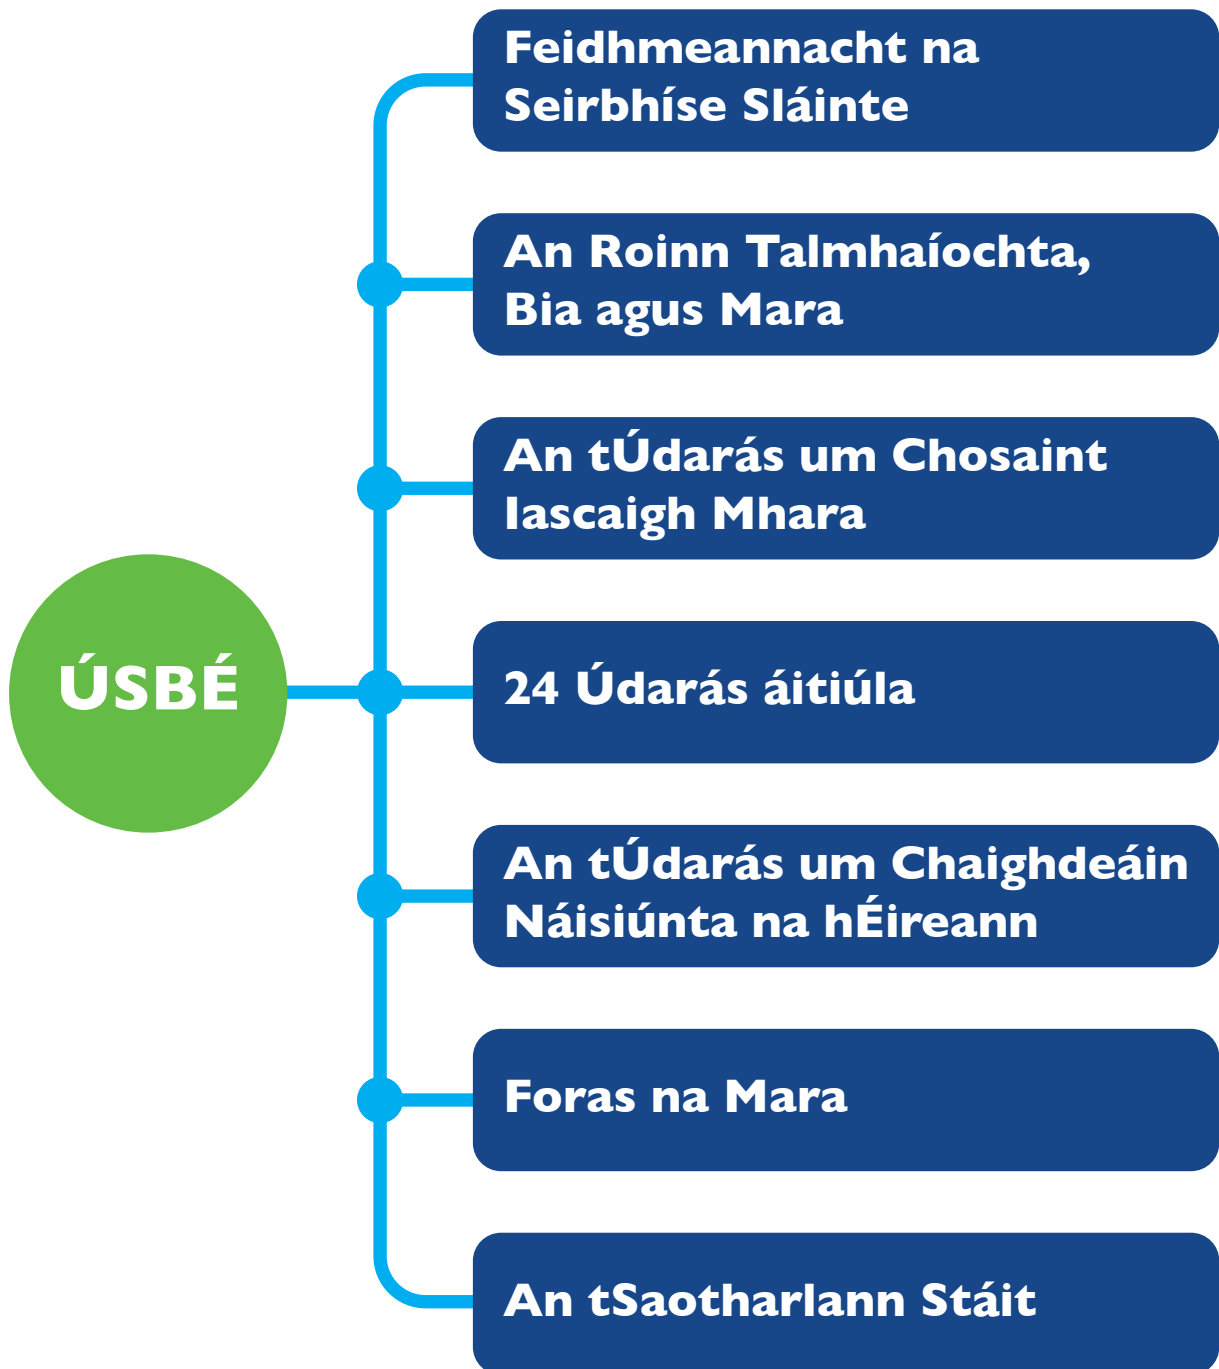 Feidhmeannacht na
Seirbhíse Sláinte
An Roinn Talmhaíochta,
Bia agus Mara
An tÚdarás um Chosaint
Iascaigh Mhara
ÚSBÉ
24 Údarás áitiúla
An tÚdarás um Chaighdeáin
Náisiúnta na hÉireann
Foras na Mara
An tSaotharlann Stáit